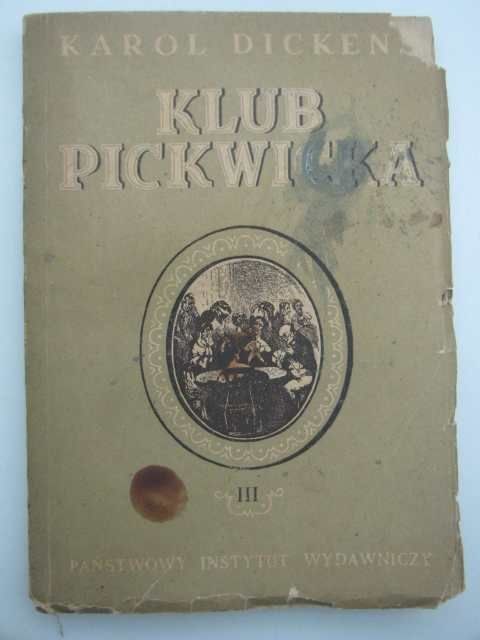 KAROL DICKENS
KLUB
PICKWICKA
III
PAŃSTWOWY INSTYTUT WYDAWNICZY